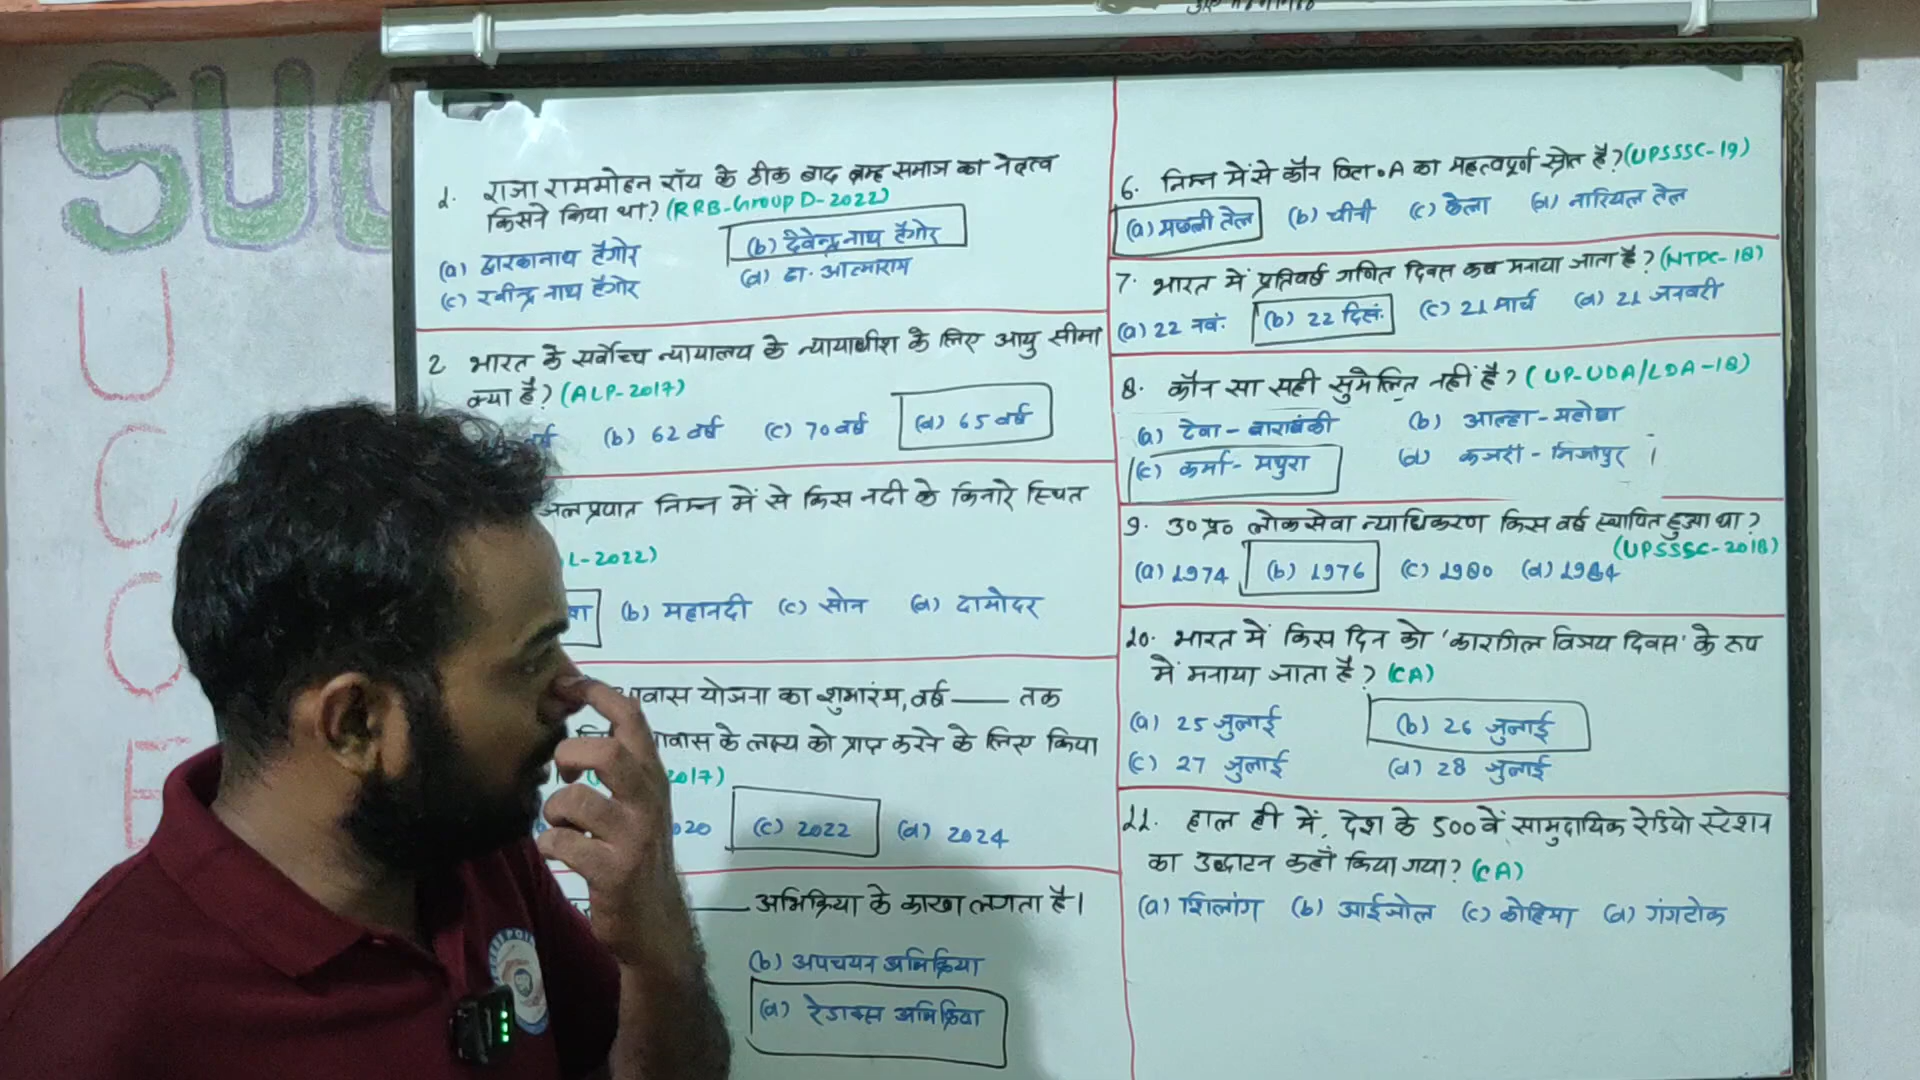 SUC
U
C
C
E
1. राजा राममोहन रॉय के ठीक बाद ब्रम्ह समाज का नेतृत्व
किसने किया था? (RRB-Group D-2022)
(a) द्वारकानाथ टैगोर
(b) देवेन्द्र नाथ टैगोर
(c) रवीन्द्र नाथ टैगोर
(d) डा. आत्माराम
2 भारत के सर्वोच्च न्यायालय के न्यायाधीश के लिए आयु सीमा
क्या है? (ALP-2017)
वर्ष (b) 62 वर्ष (c) 70 वर्ष (d) 65 वर्ष
जल प्रपात निम्न में से किस नदी के किनारे स्थित
L-2022)
(b) महानदी (c) सोन (d) दामोदर
आवास योजना का शुभारंभ, वर्ष —— तक
आवास के लक्ष्य को प्राप्त करने के लिए किया
2017)
020 (c) 2022 (d) 2024
—— अभिक्रिया के कारण लगता है।
(b) अपचयन अभिक्रिया
(d) रेडाक्स अभिक्रिया
6. निम्न में से कौन विटा.A का महत्वपूर्ण स्रोत है? (UPSSSC-19)
(a) मछली तेल (b) चीनी (c) केला (d) नारियल तेल
7. भारत में प्रतिवर्ष गणित दिवस कब मनाया जाता है? (NTPC-18)
(a) 22 नवं. (b) 22 दिसं. (c) 21 मार्च (d) 21 जनवरी
8. कौन सा सही सुमेलित नहीं है? (UP-UDA/LDA-18)
(a) देवा - बाराबंकी (b) आल्हा - महोबा
(c) कर्मा - मथुरा (d) कजरी - मिर्जापुर
9. उ०प्र० लोकसेवा न्यायाधिकरण किस वर्ष स्थापित हुआ था?
(UPSSSC-2018)
(a) 1974 (b) 1976 (c) 1980 (d) 1984
10. भारत में किस दिन को 'कारगिल विजय दिवस' के रूप
में मनाया जाता है? (CA)
(a) 25 जुलाई (b) 26 जुलाई
(c) 27 जुलाई (d) 28 जुलाई
11. हाल ही में, देश के 500 वें सामुदायिक रेडियो स्टेशन
का उद्घाटन कहाँ किया गया? (CA)
(a) शिलांग (b) आईजोल (c) कोहिमा (d) गंगटोक